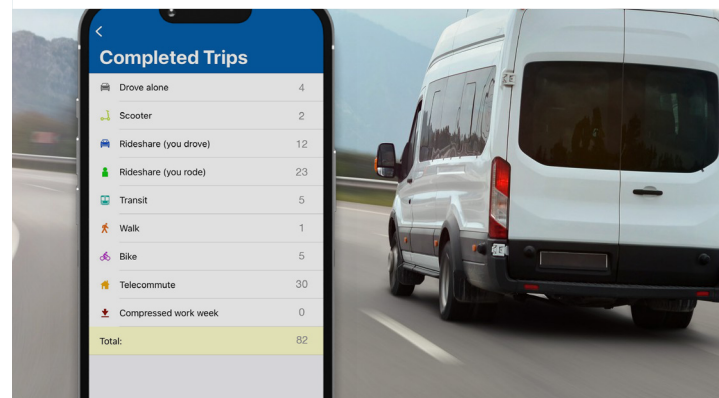 Completed Trips
Drove alone 4
Scooter 2
Rideshare (you drove) 12
Rideshare (you rode) 23
Transit 5
Walk 1
Bike 5
Telecommute 30
Compressed work week 0
Total: 82